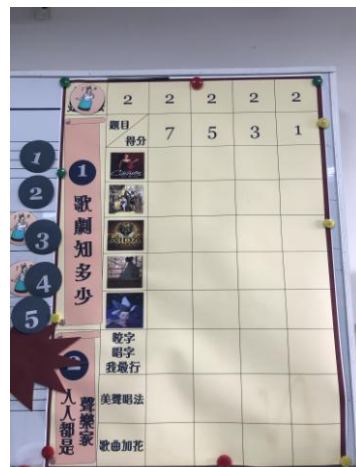 2 2 2 2 2
題目
得分
7 5 3 1
1
2
3
4
5
1
歌劇知多少
咬字
唱字
我最行
2
人人都是
聲樂家
美聲唱法
歌曲加花